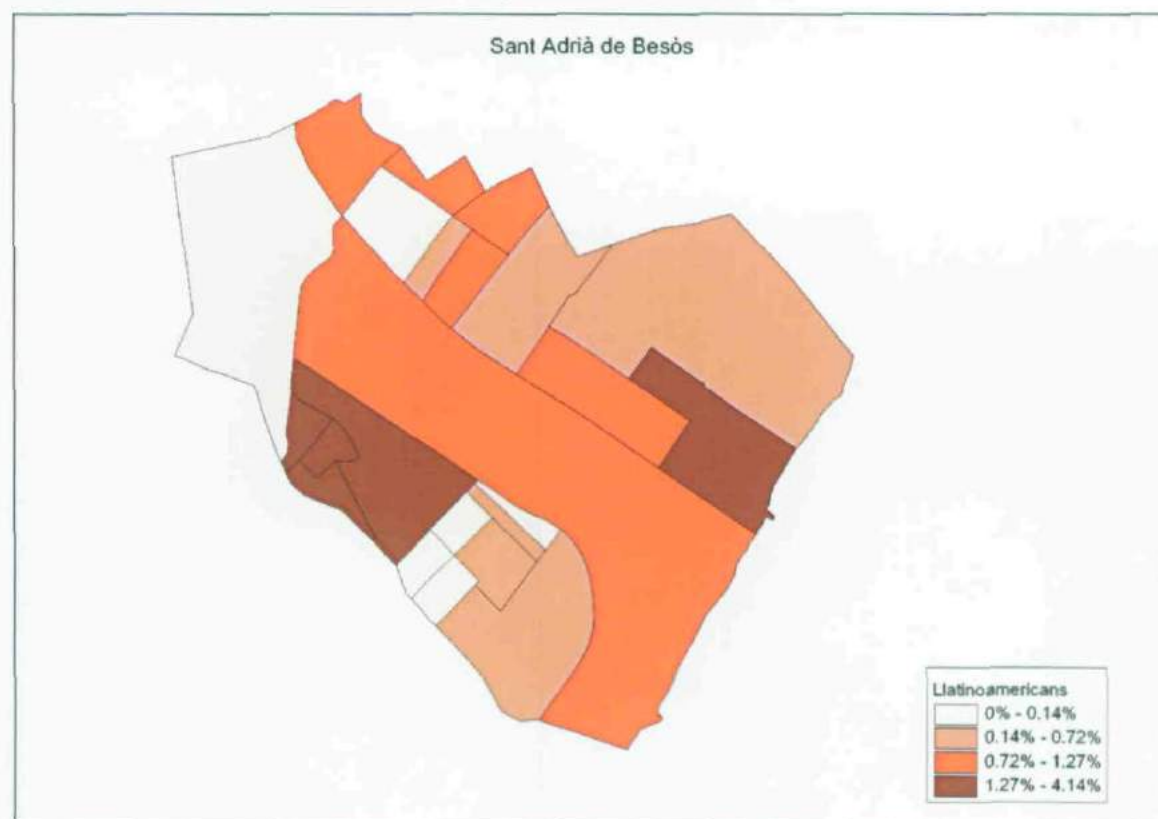 Sant Adrià de Besòs
Llatinoamericans
0% - 0.14%
0.14% - 0.72%
0.72% - 1.27%
1.27% - 4.14%